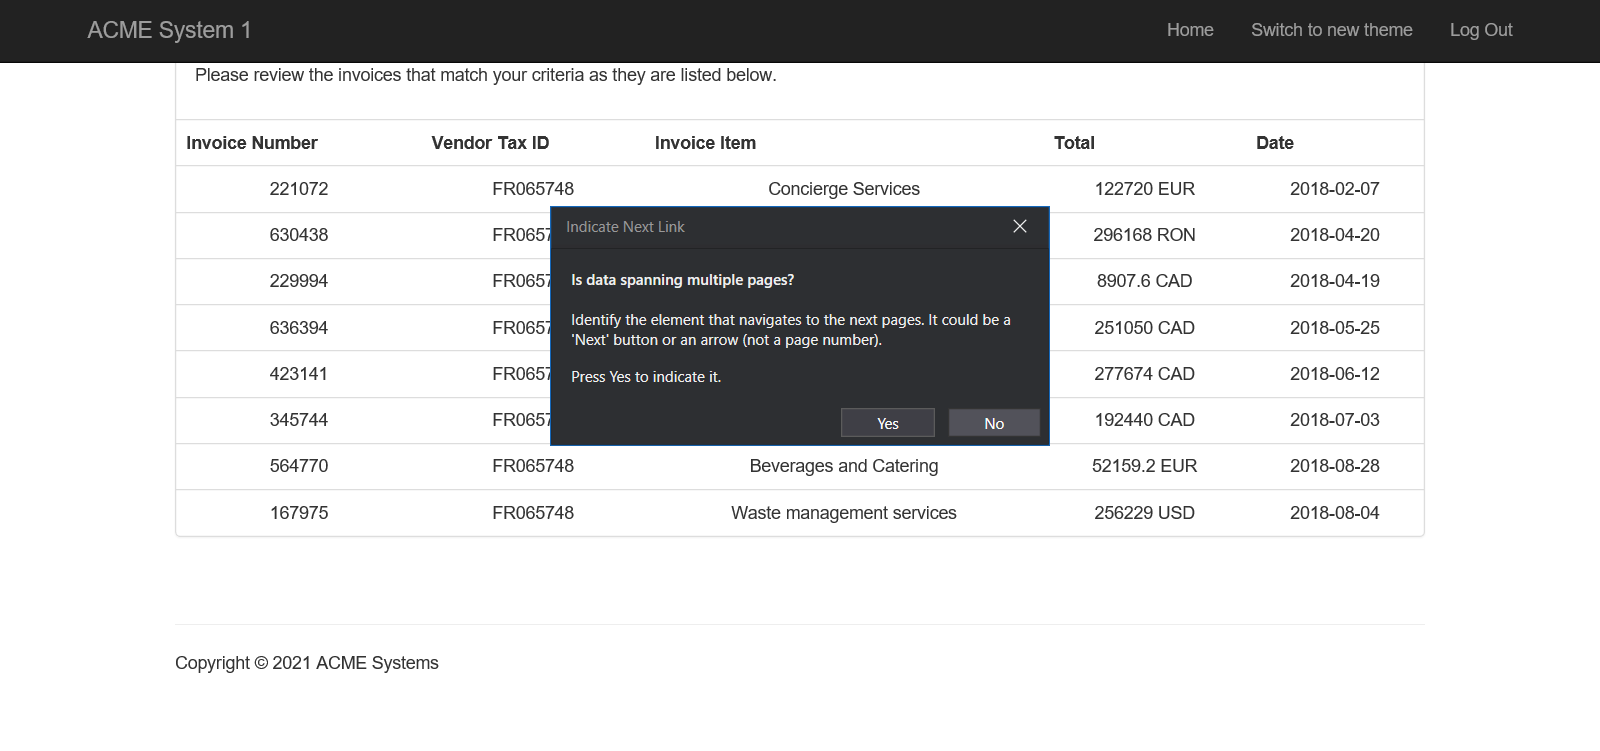 ACME System 1 Home Switch to new theme Log Out
Please review the invoices that match your criteria as they are listed below.
Invoice Number Vendor Tax ID Invoice Item Total Date
221072 FR065748 Concierge Services 122720 EUR 2018-02-07
630438 FR0657 296168 RON 2018-04-20
229994 FR0657 8907.6 CAD 2018-04-19
636394 FR0657 251050 CAD 2018-05-25
423141 FR0657 277674 CAD 2018-06-12
345744 FR0657 192440 CAD 2018-07-03
564770 FR065748 Beverages and Catering 52159.2 EUR 2018-08-28
167975 FR065748 Waste management services 256229 USD 2018-08-04
Indicate Next Link
Is data spanning multiple pages?
Identify the element that navigates to the next pages. It could be a
'Next' button or an arrow (not a page number).
Press Yes to indicate it.
Yes No
Copyright © 2021 ACME Systems